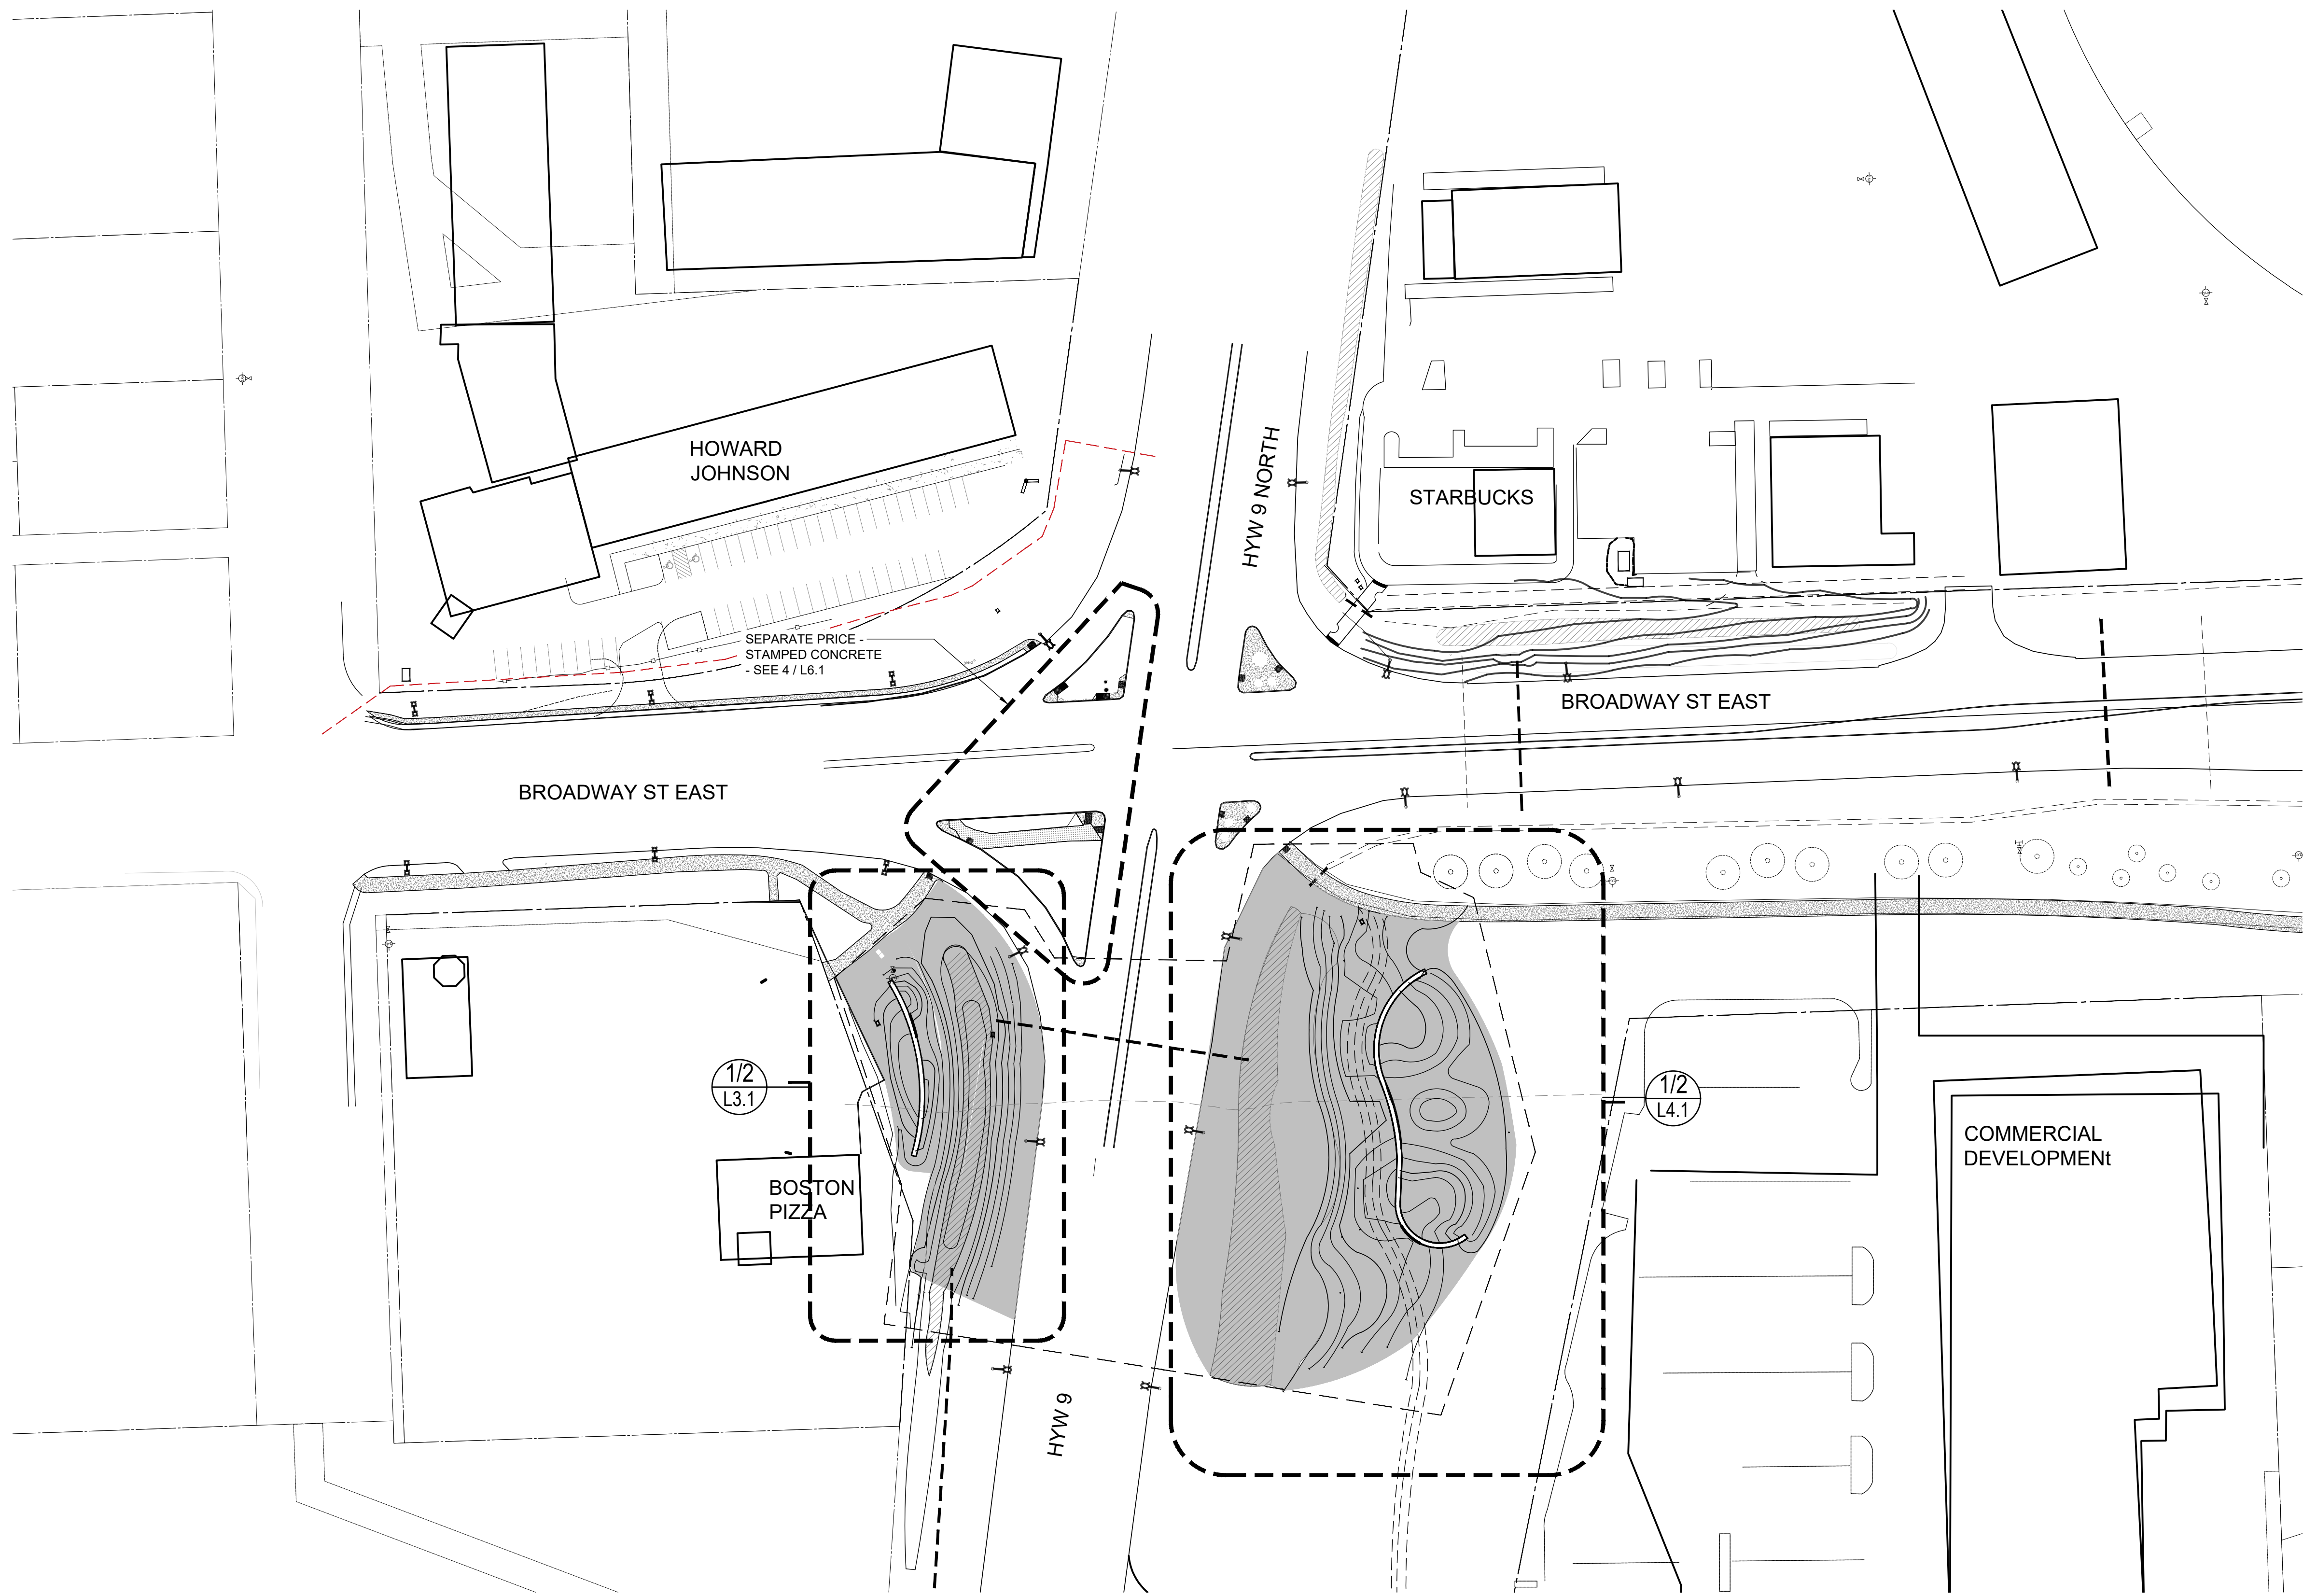 HOWARD
JOHNSON
HYW 9 NORTH
STARBUCKS
SEPARATE PRICE -
STAMPED CONCRETE
- SEE 4 / L6.1
BROADWAY ST EAST
BROADWAY ST EAST
1/2
L3.1
1/2
L4.1
COMMERCIAL
DEVELOPMENt
BOSTON
PIZZA
HYW 9